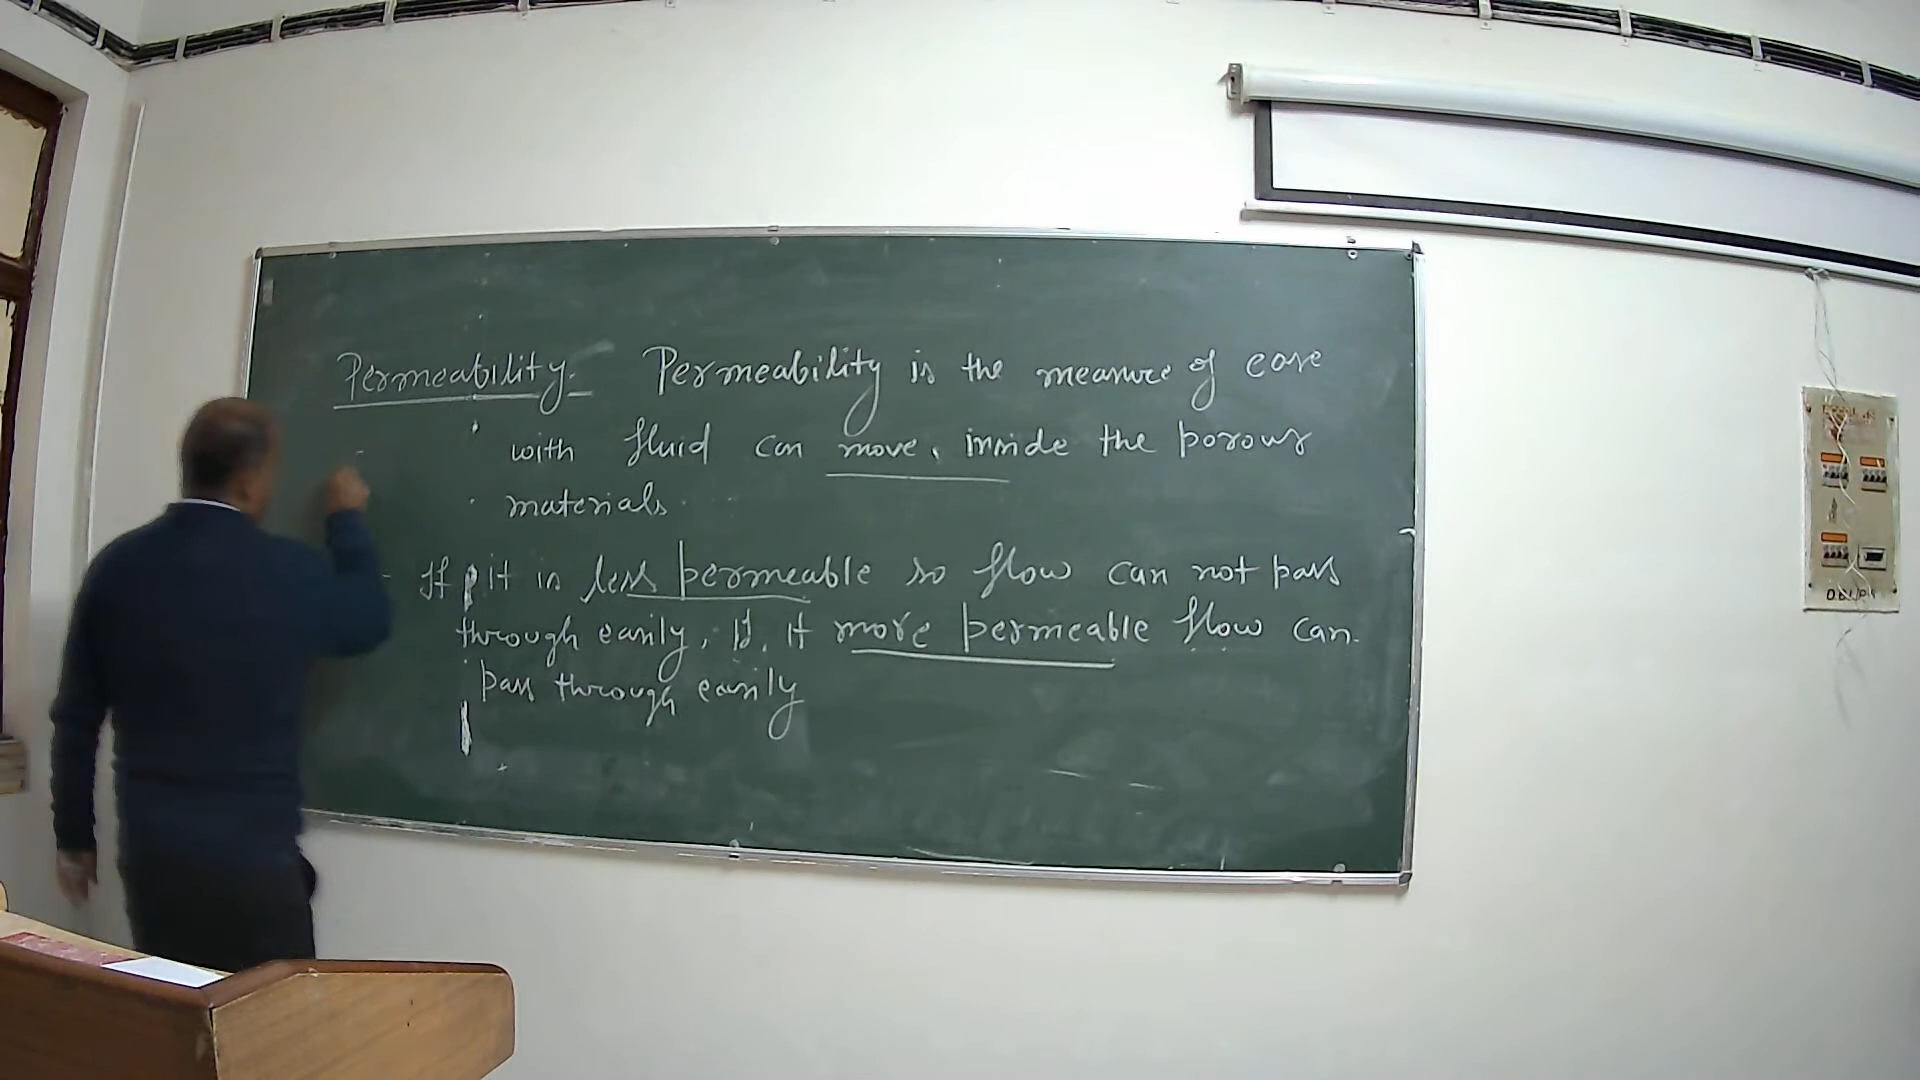 Permeability. Permeability is the measure of ease
with fluid can move, inside the porous
materials.
- If it is less permeable so flow can not pass
through easily, If, it more permeable flow can.
pass through easily